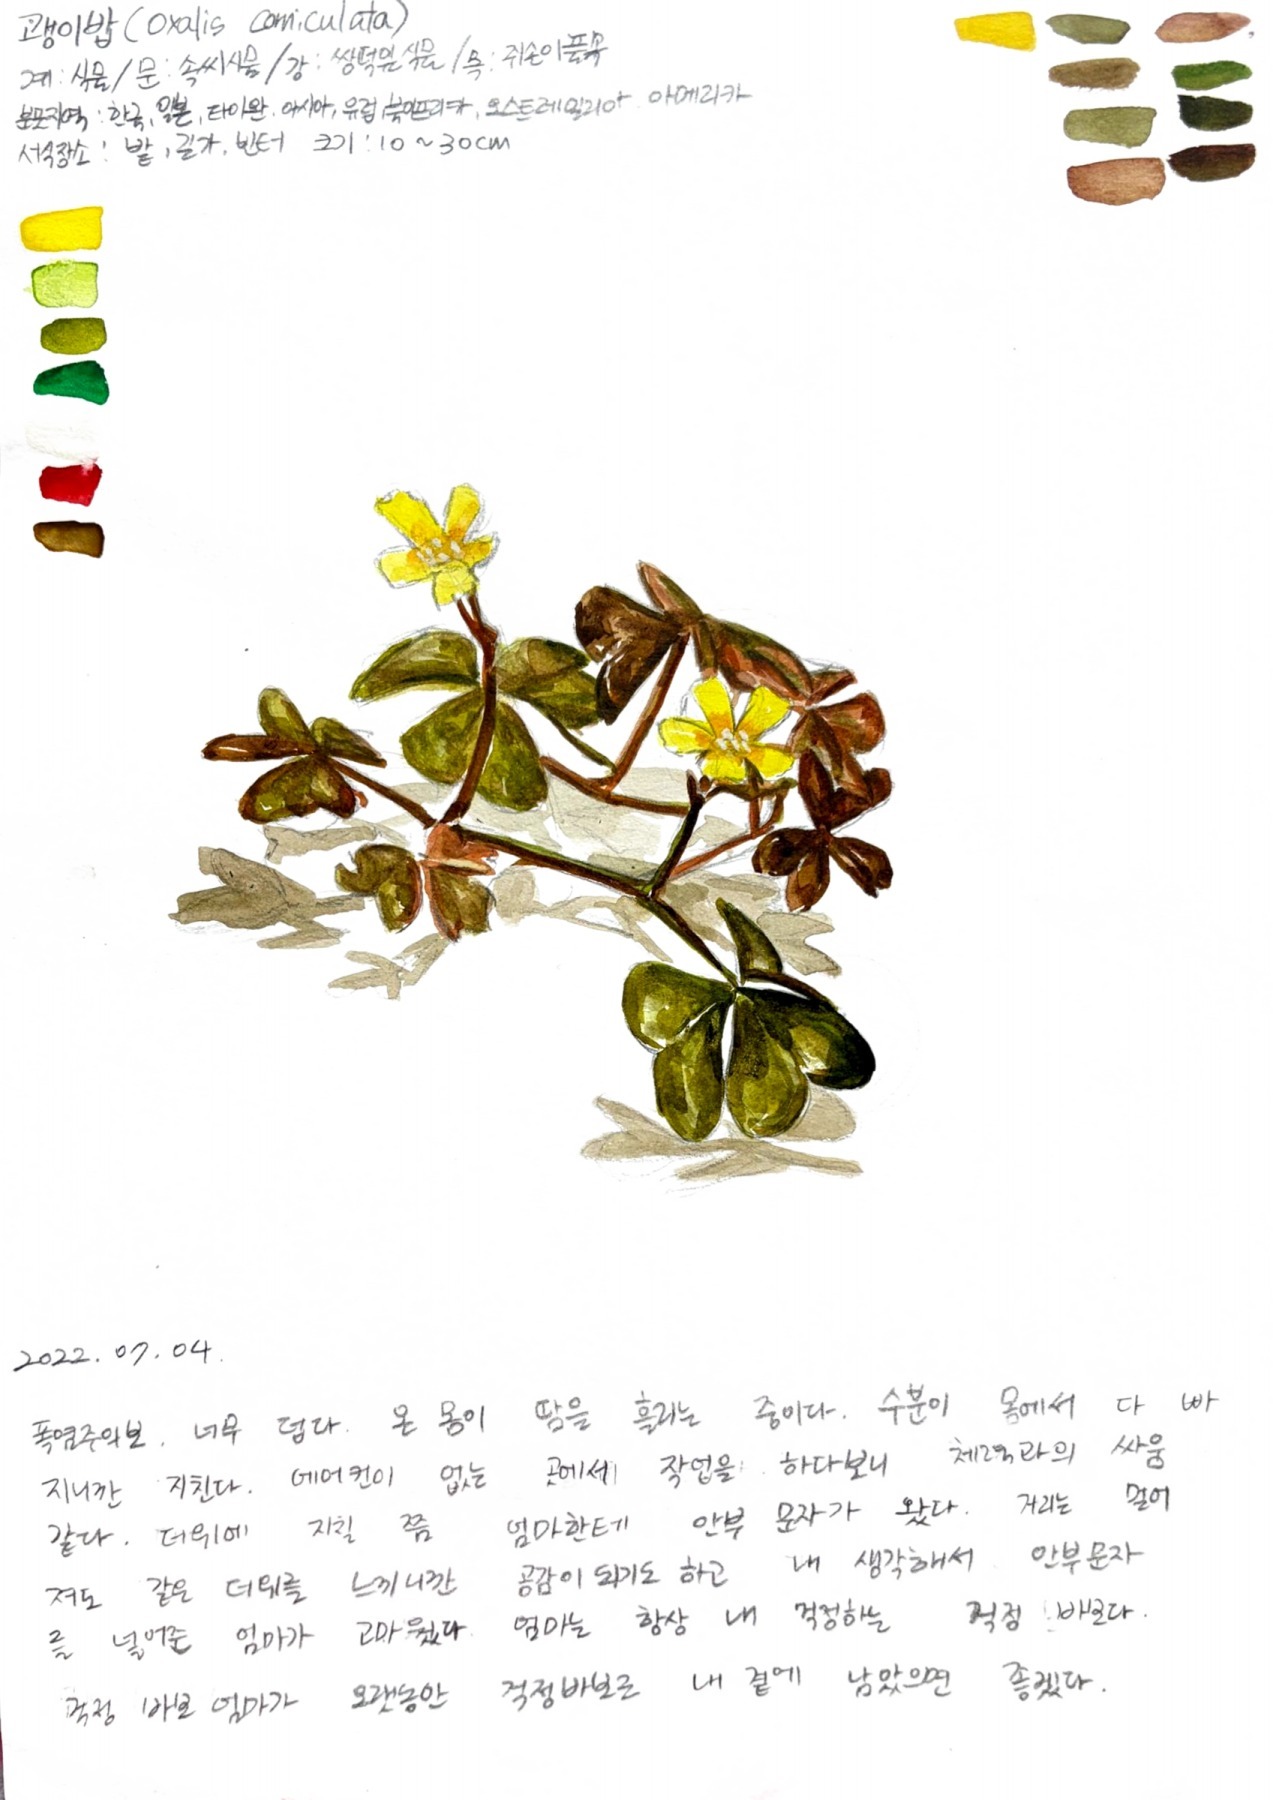 괭이밥 (Oxalis corniculata)
계 : 식물 / 문 : 속씨식물 / 강 : 쌍떡잎식물 / 목 : 쥐손이풀목
분포지역 : 한국, 일본, 타이완, 아시아, 유럽, 북아프리카, 오스트레일리아, 아메리카
서식장소 : 밭, 길가, 빈터 크기 : 10 ~ 30cm
2022. 07. 04.
폭염주의보. 너무 덥다. 온 몸이 땀을 흘리는 중이다. 수분이 몸에서 다 빠
지니깐 지친다. 에어컨이 없는 곳에서 작업을 하다보니 체력과의 싸움
같다. 더위에 지칠 쯤 엄마한테 안부 문자가 왔다. 거리는 멀어
져도 같은 더위를 느끼니깐 공감이 되기도 하고 내 생각해서 안부문자
를 넣어준 엄마가 고마웠다. 엄마는 항상 내 걱정하는 걱정 바보다.
걱정 바보 엄마가 오랫동안 걱정바보로 내 곁에 남았으면 좋겠다.